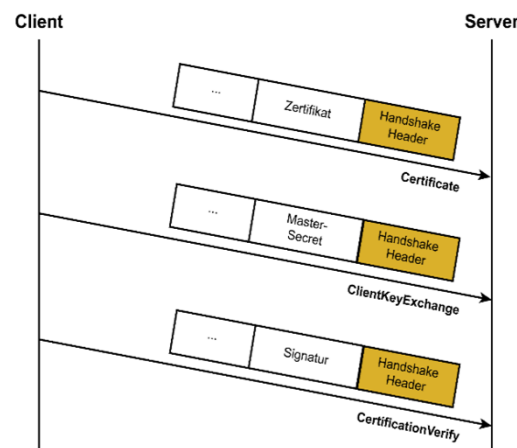 Client
Server
...
Zertifikat
Handshake
Header
Certificate
...
Master-
Secret
Handshake
Header
ClientKeyExchange
...
Signatur
Handshake
Header
CertificationVerify